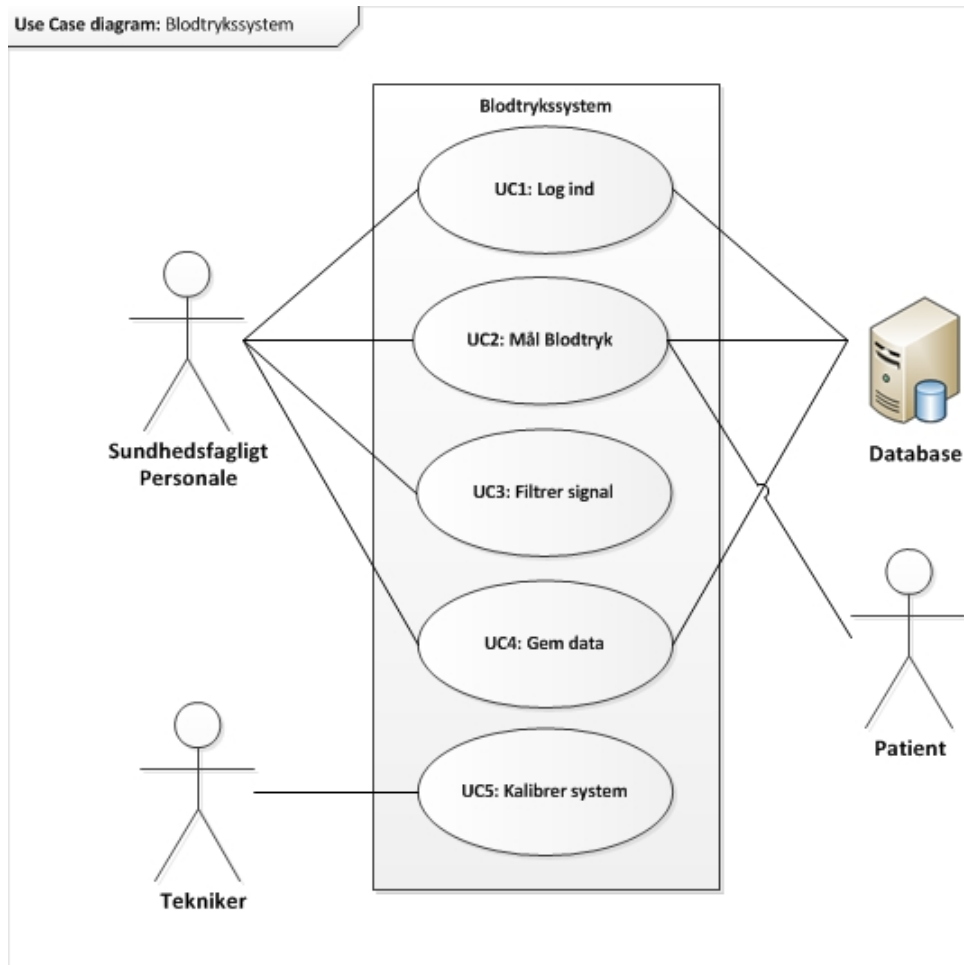 Use Case diagram: Blodtrykssystem
Blodtrykssystem
UC1: Log ind
UC2: Mål Blodtryk
UC3: Filtrer signal
UC4: Gem data
UC5: Kalibrer system
Sundhedsfagligt
Personale
Tekniker
Database
Patient